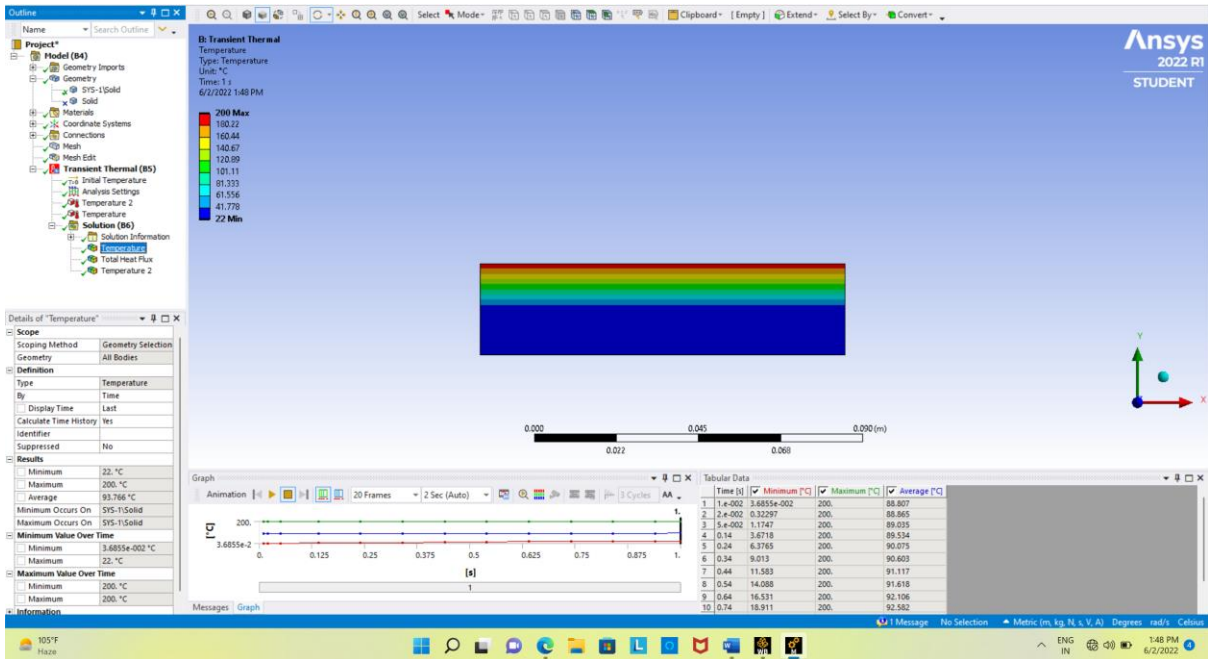 Outline
Name
Search Outline
Project*
Model (B4)
Geometry Imports
Geometry
SYS-1\Solid
Solid
Materials
Coordinate Systems
Connections
Mesh
Mesh Edit
Transient Thermal (B5)
Initial Temperature
Analysis Settings
Temperature 2
Temperature
Solution (B6)
Solution Information
Temperature
Total Heat Flux
Temperature 2
Details of "Temperature"
Scope
Scoping Method Geometry Selection
Geometry All Bodies
Definition
Type Temperature
By Time
Display Time Last
Calculate Time History Yes
Identifier
Suppressed No
Results
Minimum 22. °C
Maximum 200. °C
Average 93.766 °C
Minimum Occurs On SYS-1\Solid
Maximum Occurs On SYS-1\Solid
Minimum Value Over Time
Minimum 3.6855e-002 °C
Maximum 22. °C
Maximum Value Over Time
Minimum 200. °C
Maximum 200. °C
Information
Select Mode Clipboard [Empty] Extend Select By Convert
B: Transient Thermal
Temperature
Type: Temperature
Unit: °C
Time: 1 s
6/2/2022 1:48 PM
200 Max
180.22
160.44
140.67
120.89
101.11
81.333
61.556
41.778
22 Min
Ansys
2022 R1
STUDENT
Y
X
0.000 0.045 0.090 (m)
0.022 0.068
Graph
Animation 20 Frames 2 Sec (Auto) 3 Cycles AA
1.
200.
[°C]
3.6855e-2
0. 0.125 0.25 0.375 0.5 0.625 0.75 0.875 1.
[s]
1
Messages Graph
Tabular Data
Time [s] Minimum [°C] Maximum [°C] Average [°C]
1 1.e-002 3.6855e-002 200. 88.807
2 2.e-002 0.32297 200. 88.865
3 5.e-002 1.1747 200. 89.035
4 0.14 3.6718 200. 89.534
5 0.24 6.3765 200. 90.075
6 0.34 9.013 200. 90.603
7 0.44 11.583 200. 91.117
8 0.54 14.088 200. 91.618
9 0.64 16.531 200. 92.106
10 0.74 18.911 200. 92.582
1 Message No Selection Metric (m, kg, N, s, V, A) Degrees rad/s Celsius
105°F
Haze
ENG
IN
1:48 PM
6/2/2022
4